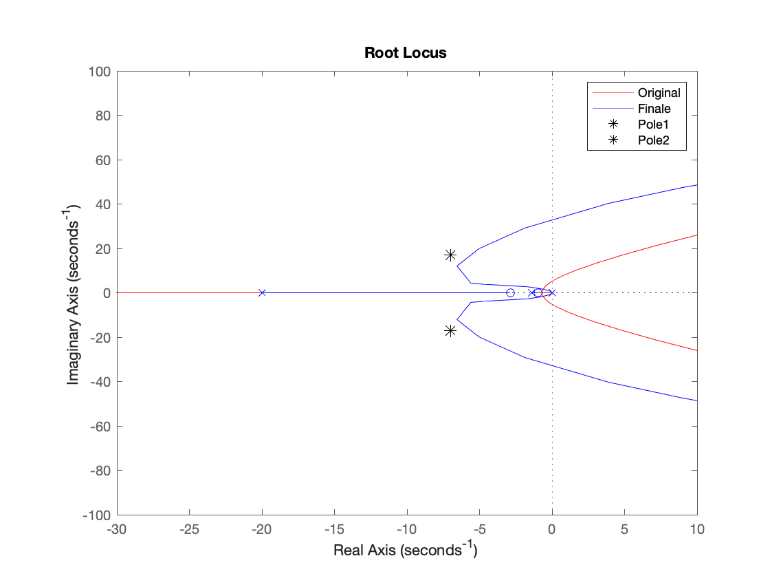 Root Locus
Imaginary Axis (seconds⁻¹)
100
80
60
40
20
0
-20
-40
-60
-80
-100
Original
Finale
Pole1
Pole2
-30
-25
-20
-15
-10
-5
0
5
10
Real Axis (seconds⁻¹)